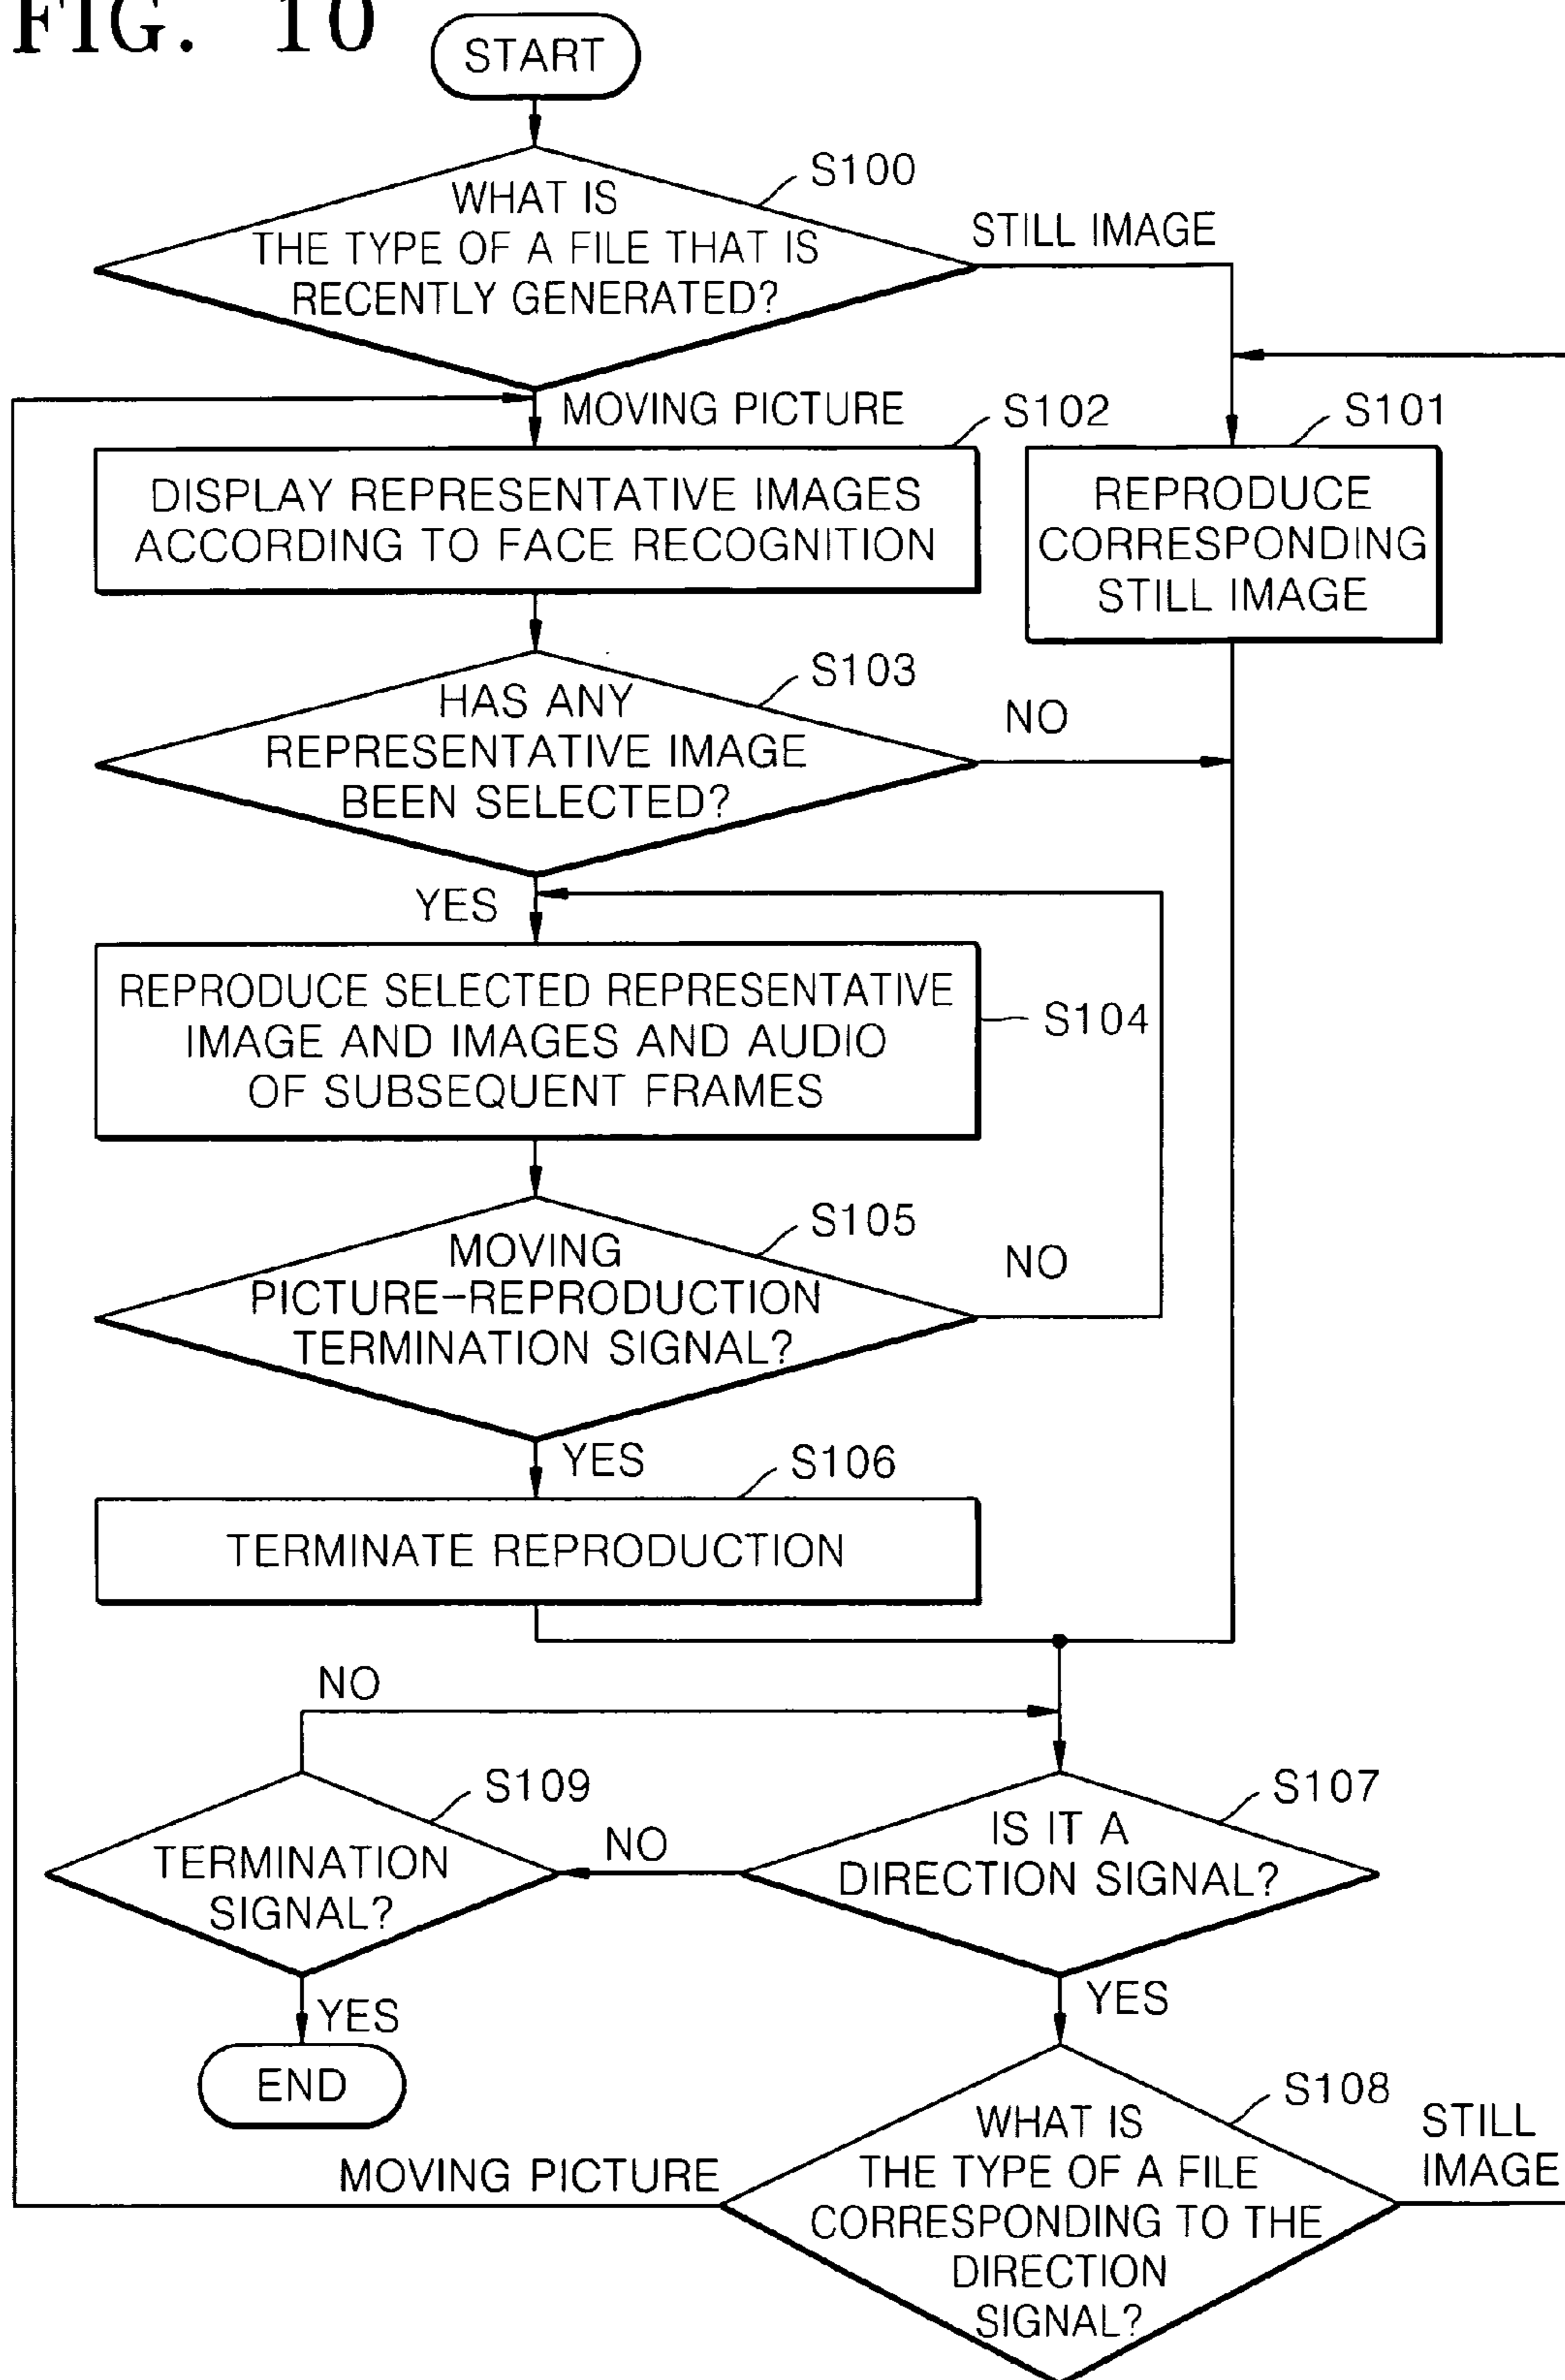 FIG. 10
START
S100
WHAT IS
THE TYPE OF A FILE THAT IS
RECENTLY GENERATED?
STILL IMAGE
MOVING PICTURE
S102
S101
DISPLAY REPRESENTATIVE IMAGES
ACCORDING TO FACE RECOGNITION
REPRODUCE
CORRESPONDING
STILL IMAGE
S103
HAS ANY
REPRESENTATIVE IMAGE
BEEN SELECTED?
NO
YES
REPRODUCE SELECTED REPRESENTATIVE
IMAGE AND IMAGES AND AUDIO
OF SUBSEQUENT FRAMES
S104
S105
MOVING
PICTURE-REPRODUCTION
TERMINATION SIGNAL?
NO
YES
S106
TERMINATE REPRODUCTION
NO
S109
TERMINATION
SIGNAL?
NO
S107
IS IT A
DIRECTION SIGNAL?
YES
YES
END
S108
WHAT IS
THE TYPE OF A FILE
CORRESPONDING TO THE
DIRECTION
SIGNAL?
MOVING PICTURE
STILL
IMAGE